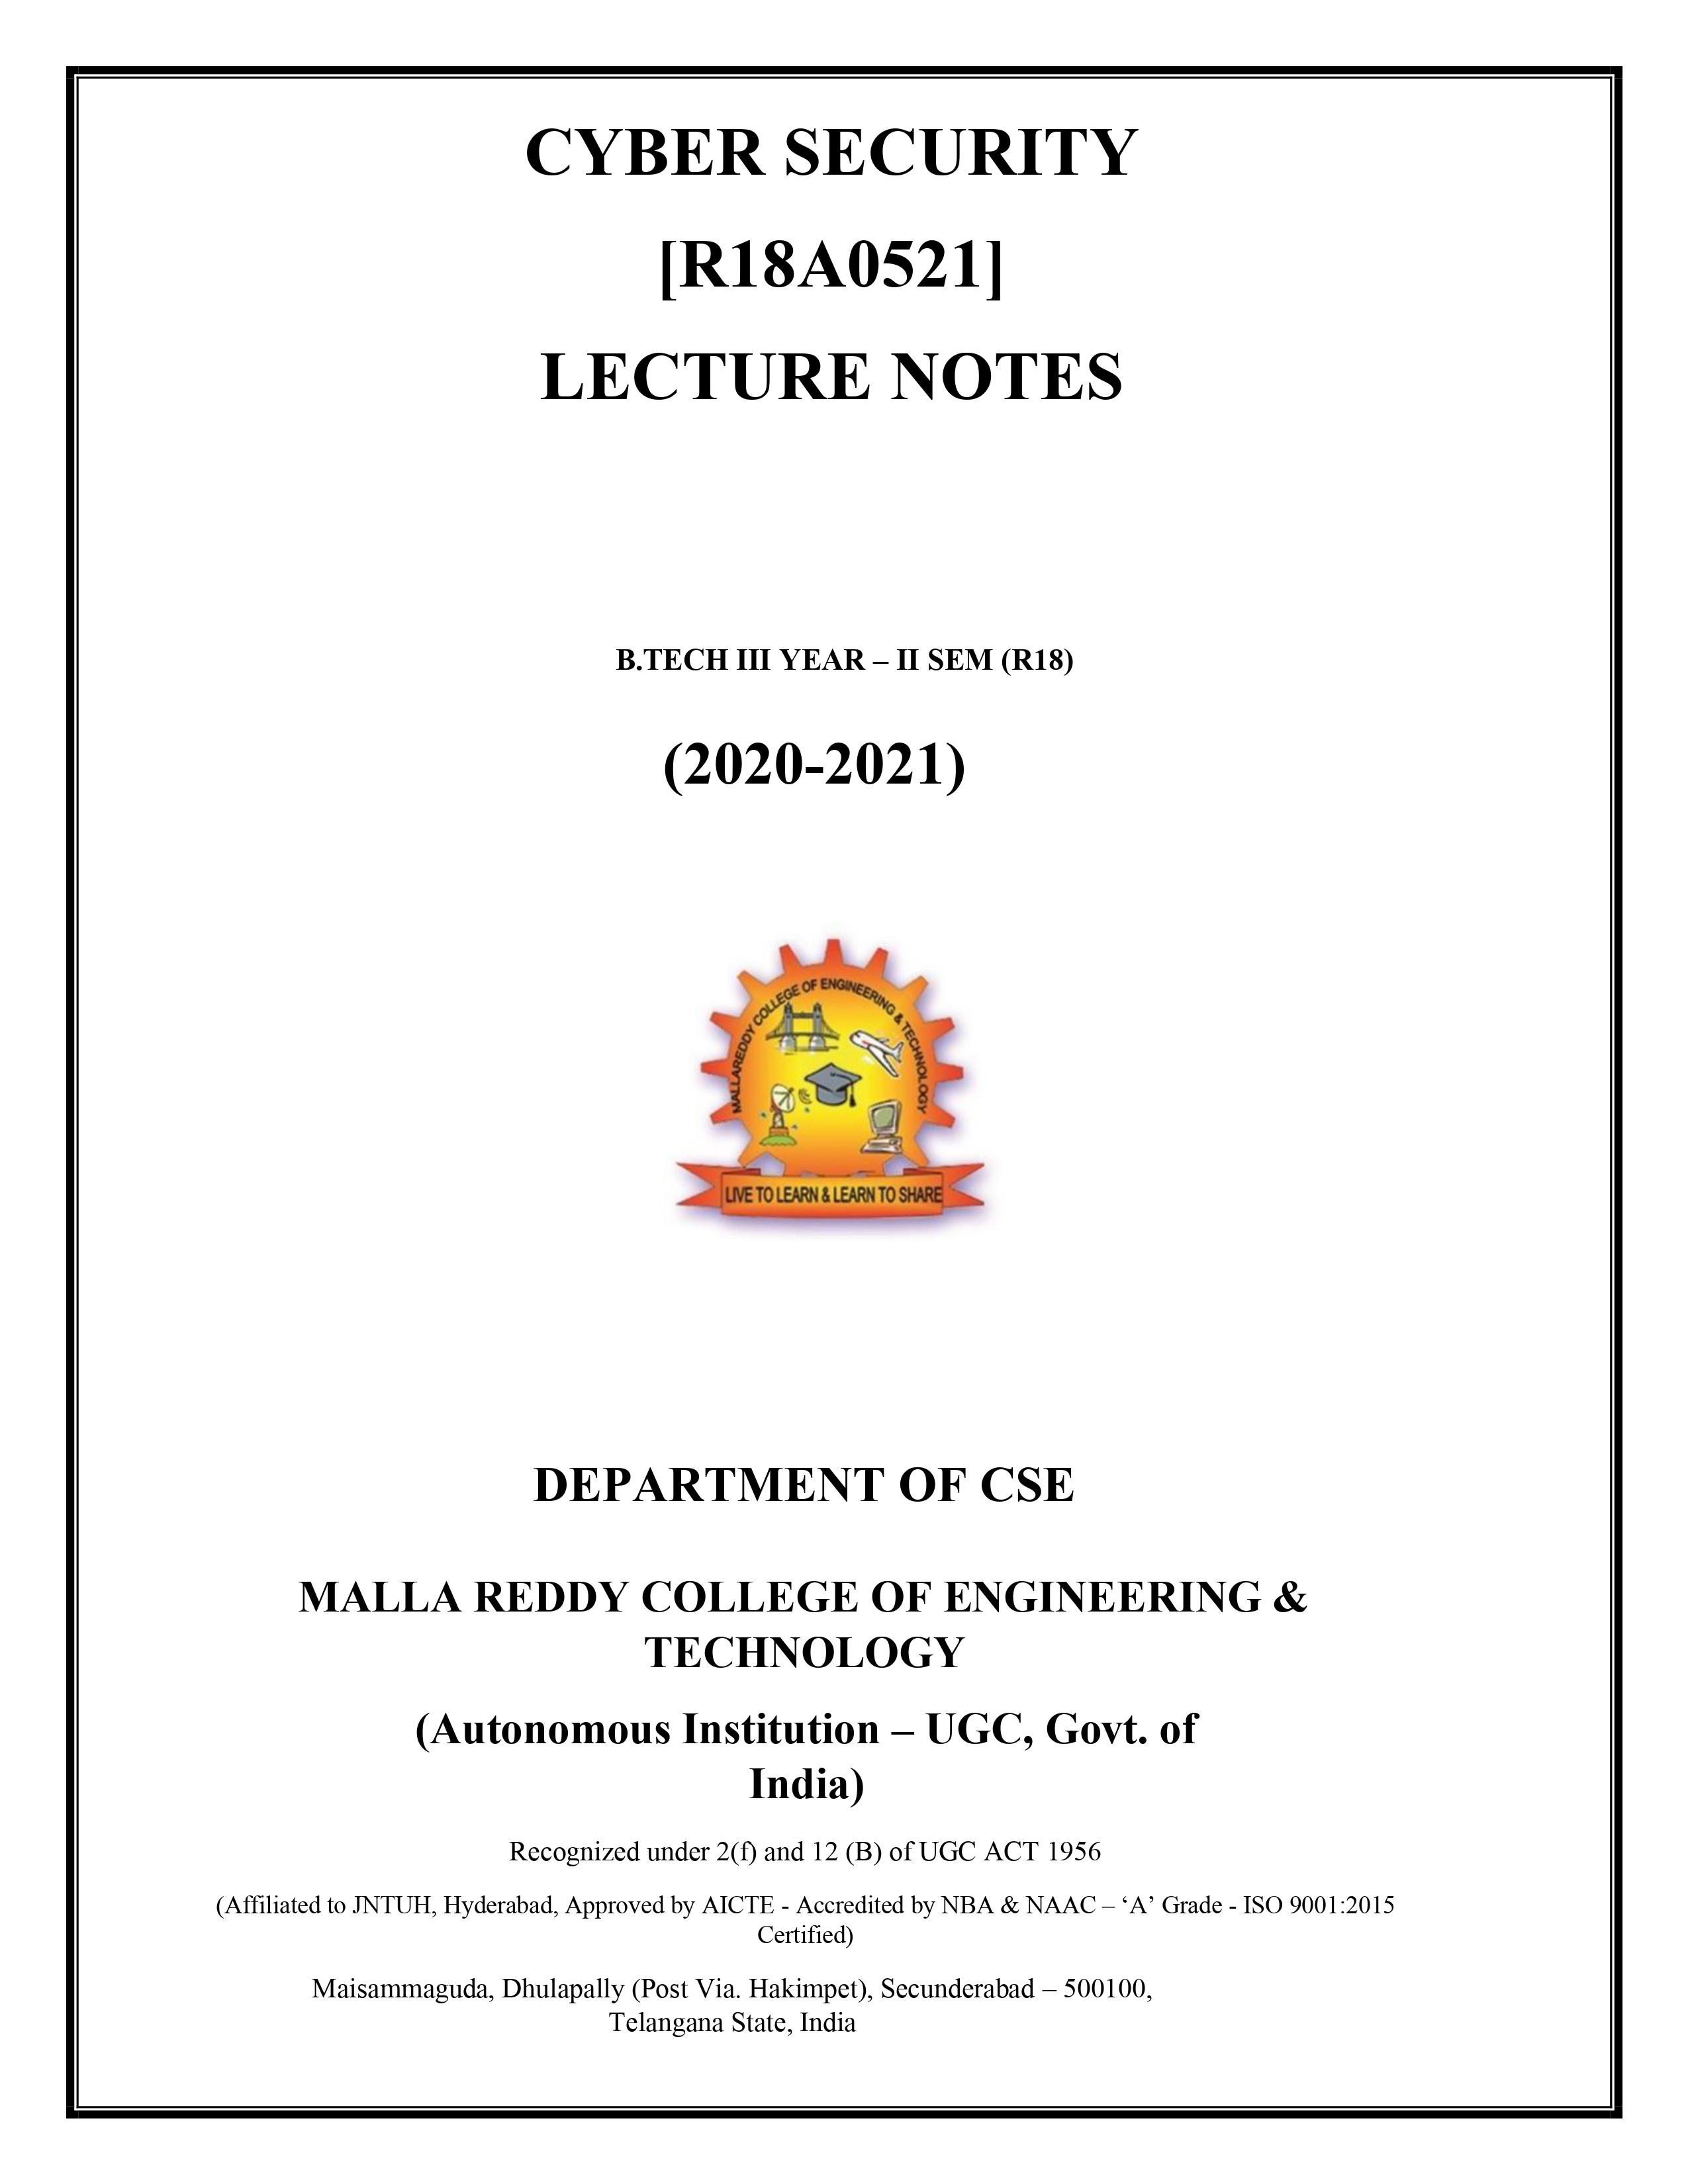 CYBER SECURITY
[R18A0521]
LECTURE NOTES
B.TECH III YEAR – II SEM (R18)
(2020-2021)
MALLAREDDY COLLEGE OF ENGINEERING & TECHNOLOGY
LIVE TO LEARN & LEARN TO SHARE
DEPARTMENT OF CSE
MALLA REDDY COLLEGE OF ENGINEERING &
TECHNOLOGY
(Autonomous Institution – UGC, Govt. of
India)
Recognized under 2(f) and 12 (B) of UGC ACT 1956
(Affiliated to JNTUH, Hyderabad, Approved by AICTE - Accredited by NBA & NAAC – ‘A’ Grade - ISO 9001:2015
Certified)
Maisammaguda, Dhulapally (Post Via. Hakimpet), Secunderabad – 500100,
Telangana State, India